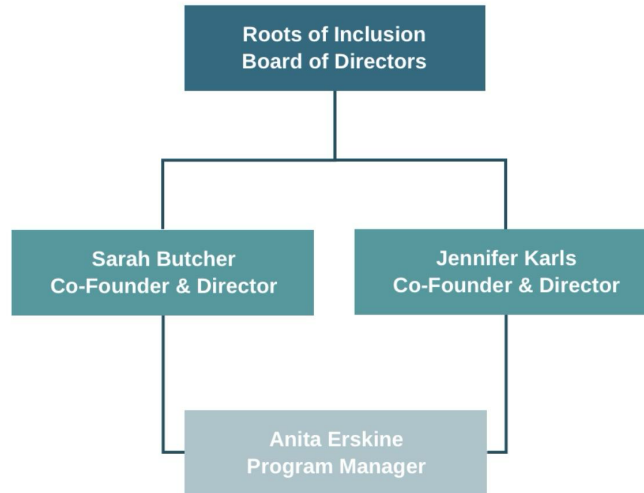 Roots of Inclusion
Board of Directors
Sarah Butcher
Co-Founder & Director
Jennifer Karls
Co-Founder & Director
Anita Erskine
Program Manager